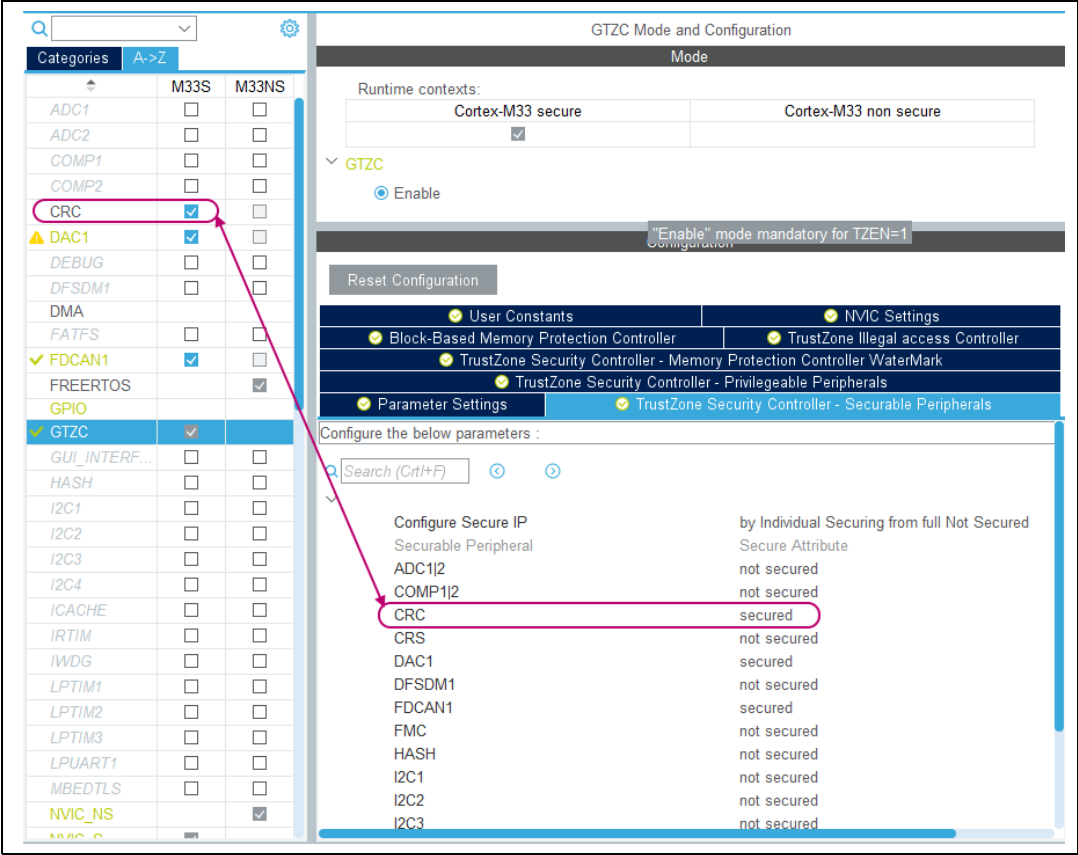 GTZC Mode and Configuration
Categories A->Z
Mode
M33S M33NS
Runtime contexts:
Cortex-M33 secure Cortex-M33 non secure
ADC1
ADC2
COMP1
COMP2
CRC
DAC1
DEBUG
DFSDM1
DMA
FATFS
FDCAN1
FREERTOS
GPIO
GTZC
GUI_INTERF...
HASH
I2C1
I2C2
I2C3
I2C4
ICACHE
IRTIM
IWDG
LPTIM1
LPTIM2
LPTIM3
LPUART1
MBEDTLS
NVIC_NS
NVIC_S
GTZC
Enable
"Enable" mode mandatory for TZEN=1
Configuration
Reset Configuration
User Constants NVIC Settings
Block-Based Memory Protection Controller TrustZone Illegal access Controller
TrustZone Security Controller - Memory Protection Controller WaterMark
TrustZone Security Controller - Privilegeable Peripherals
Parameter Settings TrustZone Security Controller - Securable Peripherals
Configure the below parameters :
Search (Crtl+F)
Configure Secure IP by Individual Securing from full Not Secured
Securable Peripheral Secure Attribute
ADC1|2 not secured
COMP1|2 not secured
CRC secured
CRS not secured
DAC1 secured
DFSDM1 not secured
FDCAN1 secured
FMC not secured
HASH not secured
I2C1 not secured
I2C2 not secured
I2C3 not secured